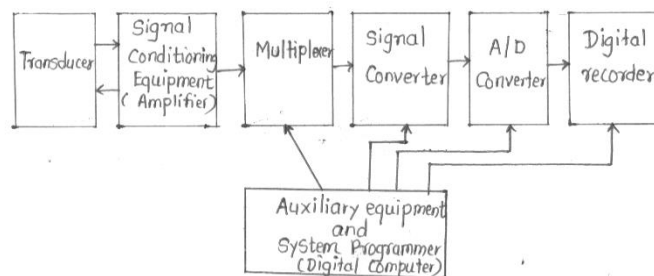 Transducer
Signal
Conditioning
Equipment
(Amplifier)
Multiplexer
Signal
Converter
A/D
Converter
Digital
recorder
Auxiliary equipment
and
System Programmer
(Digital Computer)